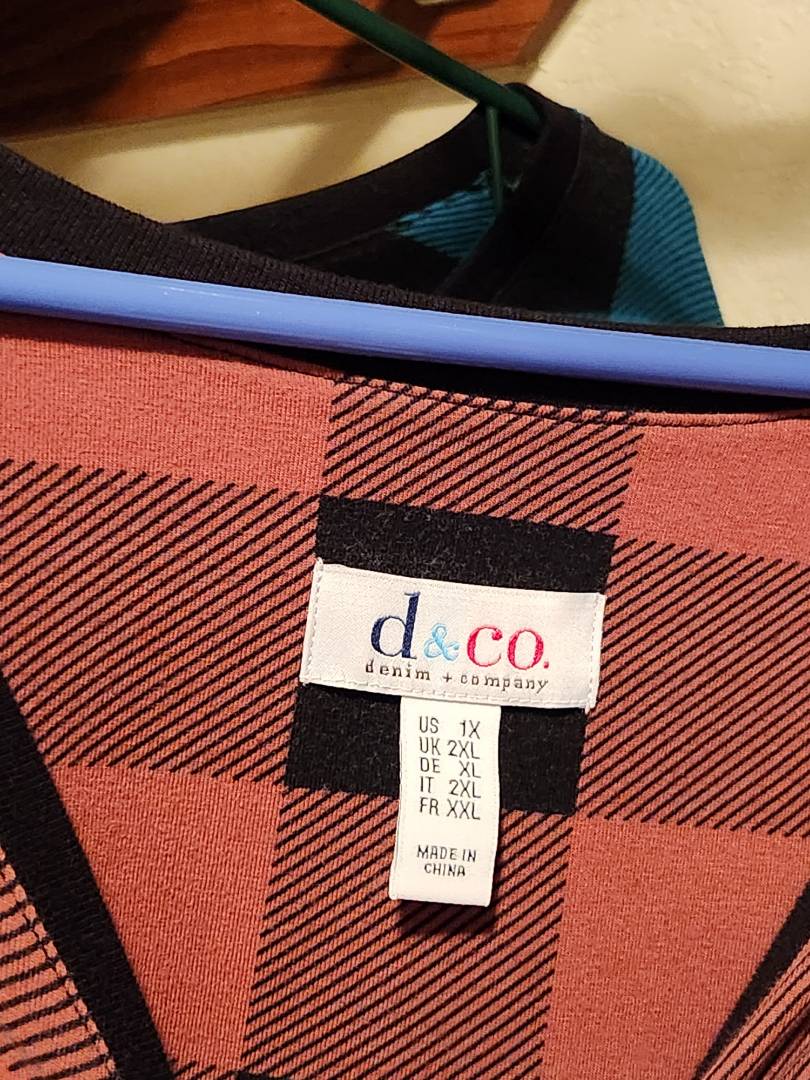 d&co.
denim + company
US 1X
UK 2XL
DE XL
IT 2XL
FR XXL
MADE IN
CHINA